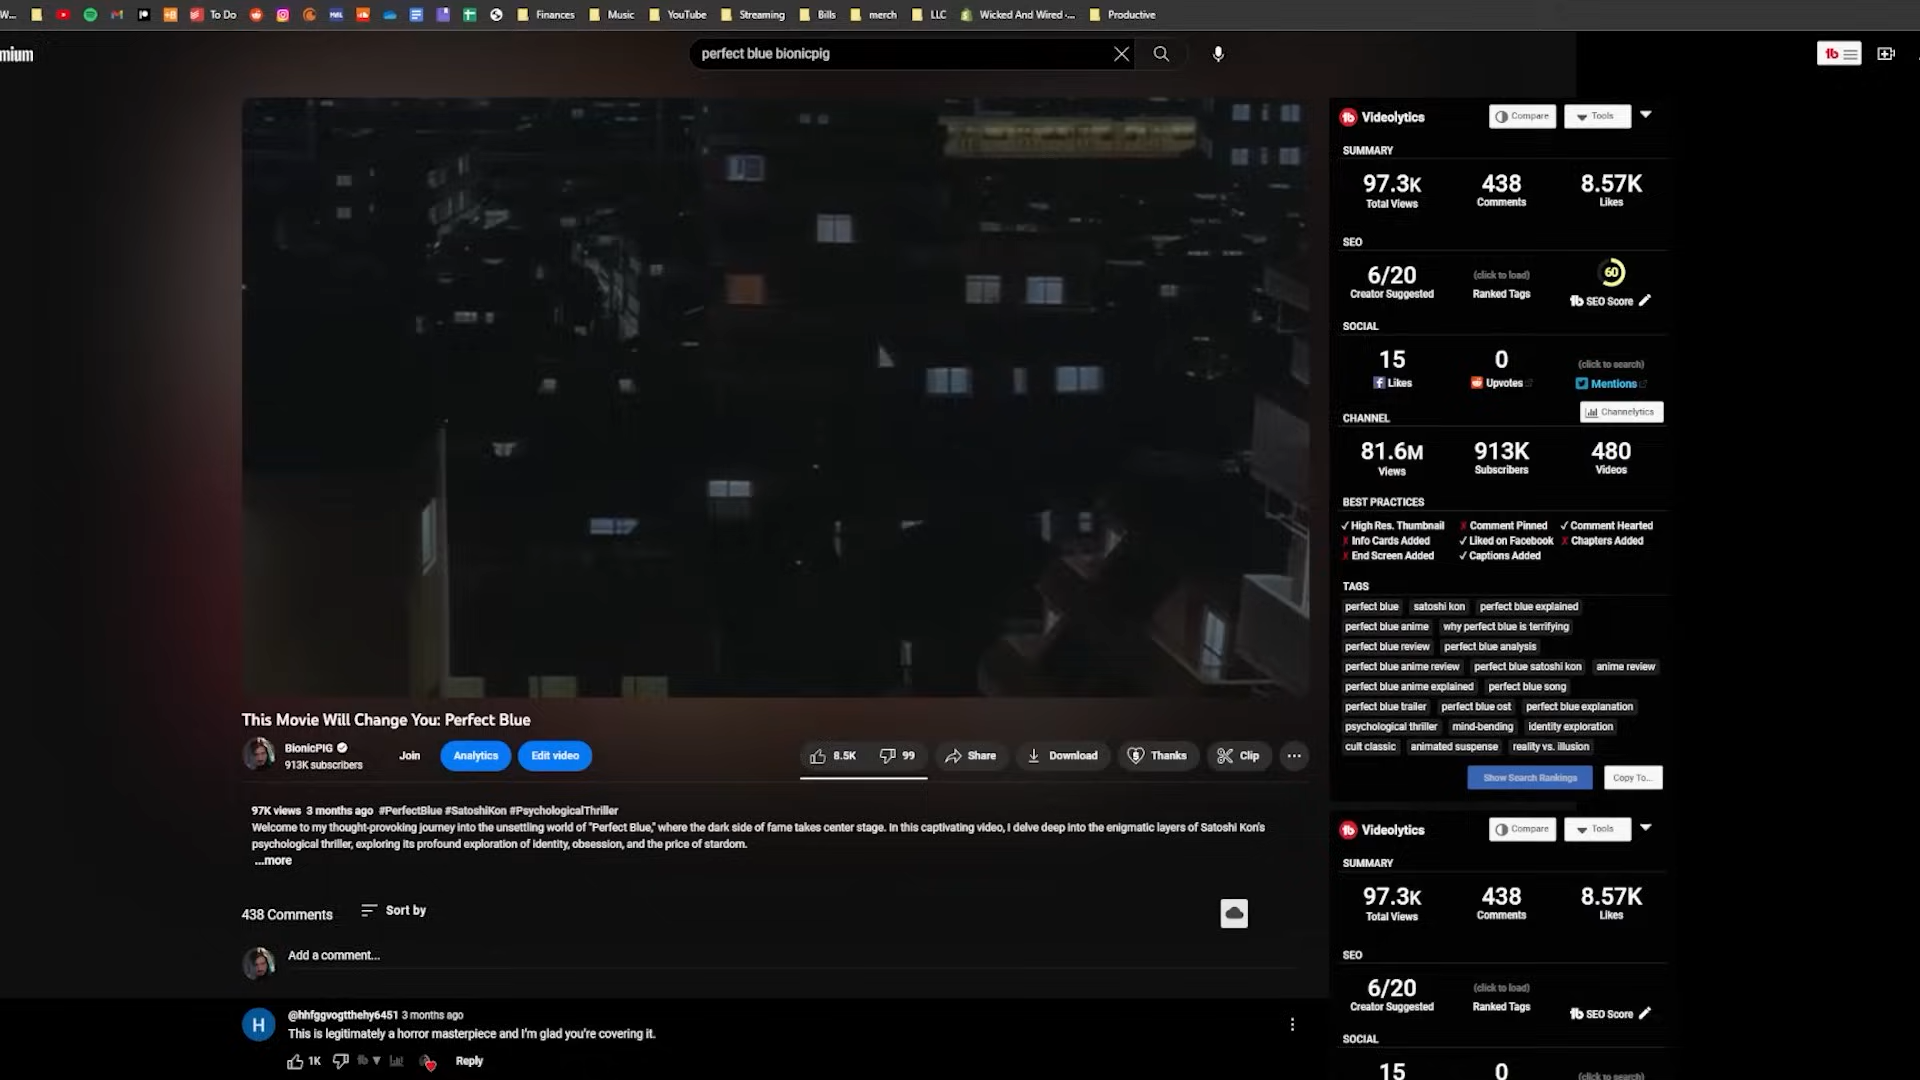 W...
To Do
Finances
Music
YouTube
Streaming
Bills
merch
LLC
Wicked And Wired -...
Productive
mium
perfect blue bionicpig
Videolytics
Compare
Tools
SUMMARY
97.3K 438 8.57K
Total Views Comments Likes
SEO
6/20 (click to load) 60
Creator Suggested Ranked Tags SEO Score
SOCIAL
15 0 (click to search)
Likes Upvotes Mentions
CHANNEL Channelytics
81.6M 913K 480
Views Subscribers Videos
BEST PRACTICES
✓ High Res. Thumbnail ✗ Comment Pinned ✓ Comment Hearted
✗ Info Cards Added ✓ Liked on Facebook ✗ Chapters Added
✗ End Screen Added ✓ Captions Added
TAGS
perfect blue satoshi kon perfect blue explained
perfect blue anime why perfect blue is terrifying
perfect blue review perfect blue analysis
perfect blue anime review perfect blue satoshi kon anime review
perfect blue anime explained perfect blue song
perfect blue trailer perfect blue ost perfect blue explanation
psychological thriller mind-bending identity exploration
cult classic animated suspense reality vs. illusion
Show Search Rankings Copy To...
This Movie Will Change You: Perfect Blue
BionicPIG
913K subscribers
Join
Analytics
Edit video
8.5K
99
Share
Download
Thanks
Clip
97K views 3 months ago #PerfectBlue #SatoshiKon #PsychologicalThriller
Welcome to my thought-provoking journey into the unsettling world of "Perfect Blue," where the dark side of fame takes center stage. In this captivating video, I delve deep into the enigmatic layers of Satoshi Kon's
psychological thriller, exploring its profound exploration of identity, obsession, and the price of stardom.
...more
438 Comments
Sort by
Add a comment...
H
@hhfggvogtthehy6451 3 months ago
This is legitimately a horror masterpiece and I'm glad you're covering it.
1K
Reply
Videolytics
Compare
Tools
SUMMARY
97.3K 438 8.57K
Total Views Comments Likes
SEO
6/20 (click to load)
Creator Suggested Ranked Tags SEO Score
SOCIAL
15 0 (click to search)